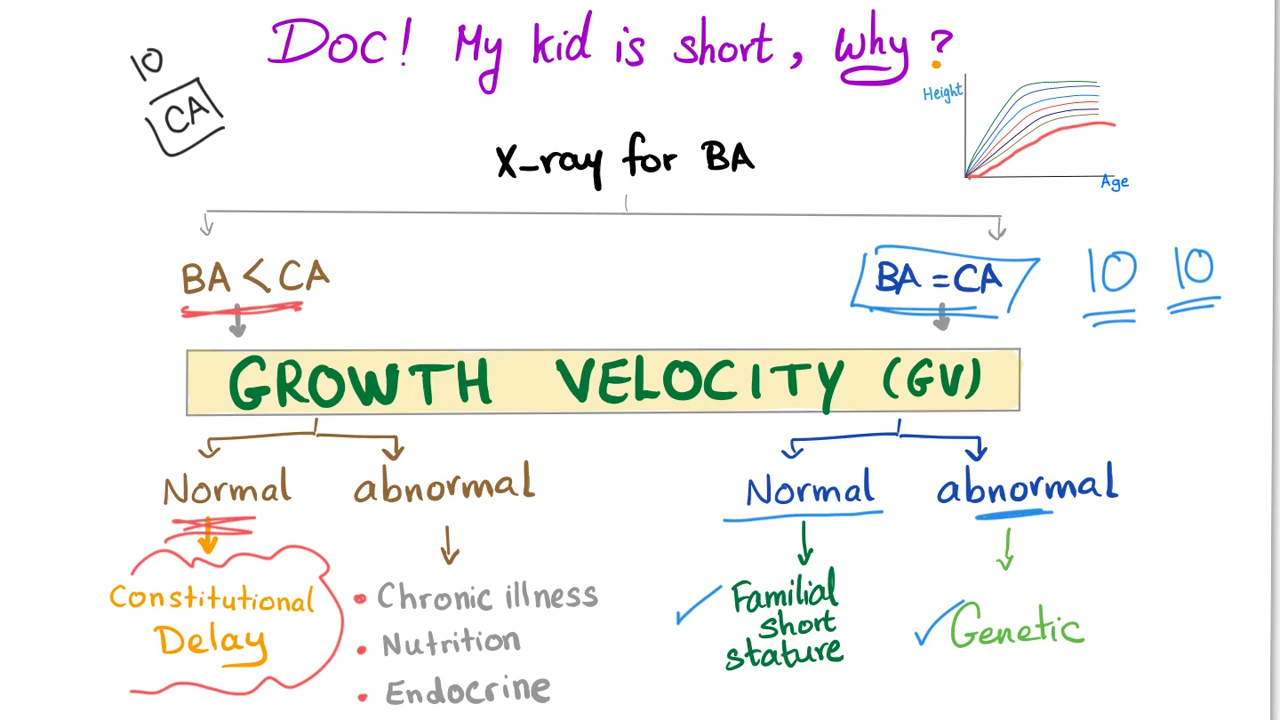 Doc! My kid is short, why?
10
CA
Height
Age
X-ray for BA
BA < CA
BA = CA
10 10
GROWTH VELOCITY (GV)
Normal
abnormal
Normal
abnormal
Constitutional
Delay
• Chronic illness
• Nutrition
• Endocrine
Familial
short
stature
Genetic